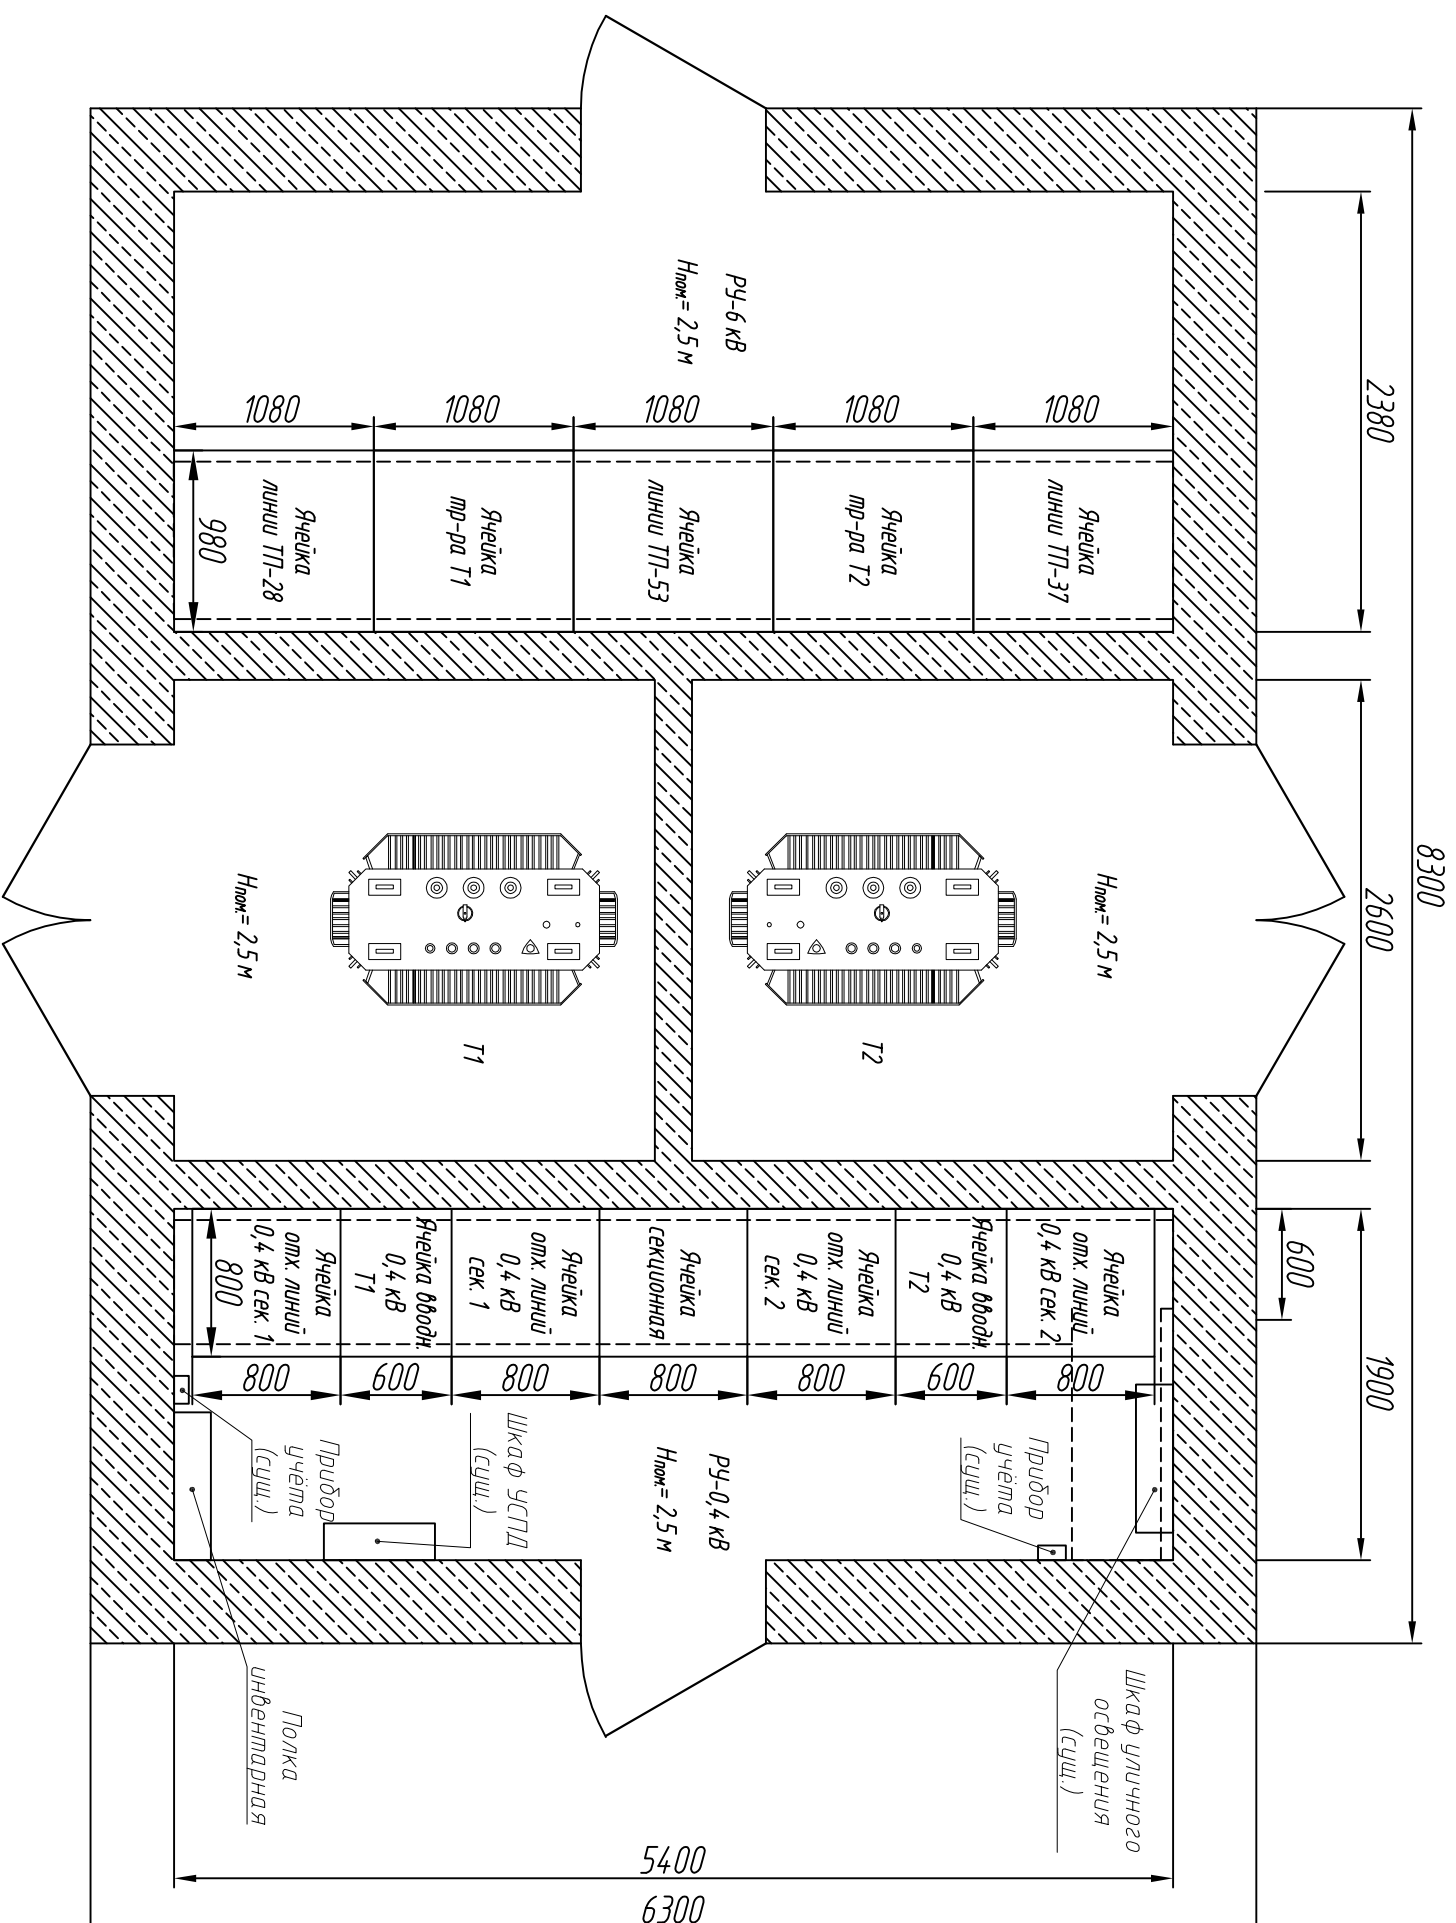 8300
2380
2600
1900
600
РУ-6 кВ
Нпом.= 2,5 м
1080
1080
1080
1080
1080
Ячейка
линии ТП-28
Ячейка
тр-ра Т1
Ячейка
линии ТП-53
Ячейка
тр-ра Т2
Ячейка
линии ТП-37
980
Нпом.= 2,5 м
Т1
Нпом.= 2,5 м
Т2
Ячейка
отх. линий
0,4 кВ сек. 1
Ячейка вводн.
0,4 кВ
Т1
Ячейка
отх. линий
0,4 кВ
сек. 1
Ячейка
секционная
Ячейка
отх. линий
0,4 кВ
сек. 2
Ячейка вводн.
0,4 кВ
Т2
Ячейка
отх. линий
0,4 кВ сек. 2
800
800
600
800
800
800
600
800
РУ-0,4 кВ
Нпом.= 2,5 м
Прибор
учёта
(сущ.)
Шкаф УСПД
(сущ.)
Прибор
учёта
(сущ.)
Полка
инвентарная
Шкаф уличного
освещения
(сущ.)
5400
6300